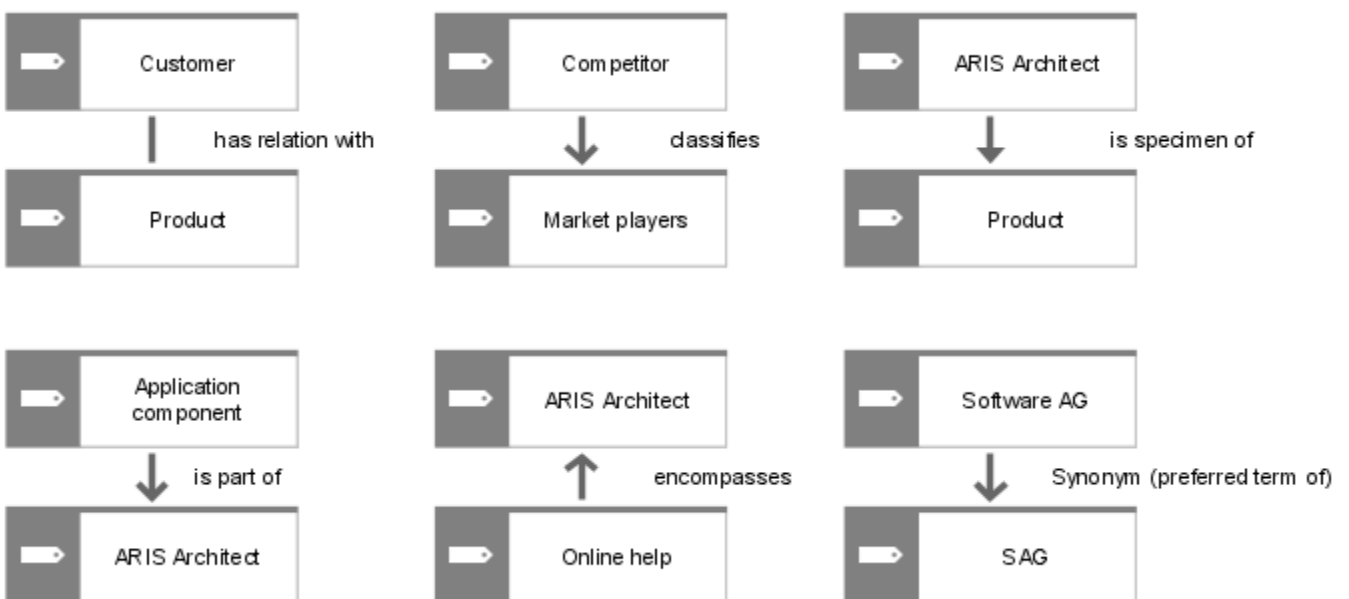 Customer
Competitor
ARIS Architect
has relation with
classifies
is specimen of
Product
Market players
Product
Application
component
ARIS Architect
Software AG
is part of
encompasses
Synonym (preferred term of)
ARIS Architect
Online help
SAG